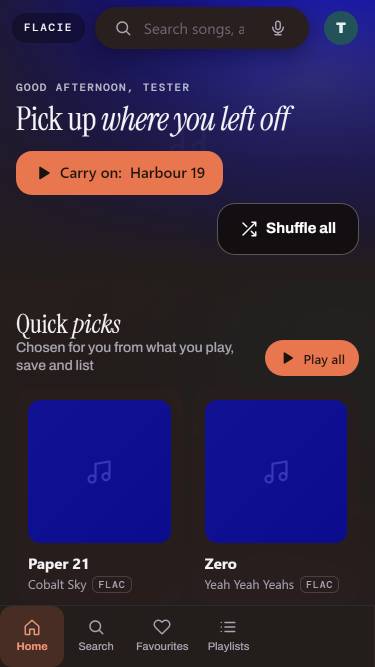 FLACIE
Search songs, a
T
GOOD AFTERNOON, TESTER
Pick up where you left off
Carry on: Harbour 19
Shuffle all
Quick picks
Chosen for you from what you play,
save and list
Play all
Paper 21
Cobalt Sky FLAC
Zero
Yeah Yeah Yeahs FLAC
Home
Search
Favourites
Playlists